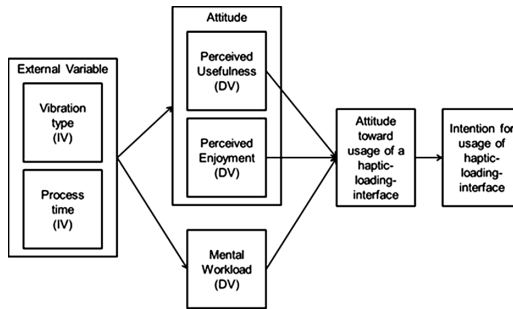 External Variable
Vibration
type
(IV)
Process
time
(IV)
Attitude
Perceived
Usefulness
(DV)
Perceived
Enjoyment
(DV)
Mental
Workload
(DV)
Attitude
toward
usage of a
haptic-
loading-
interface
Intention for
usage of
haptic-
loading-
interface